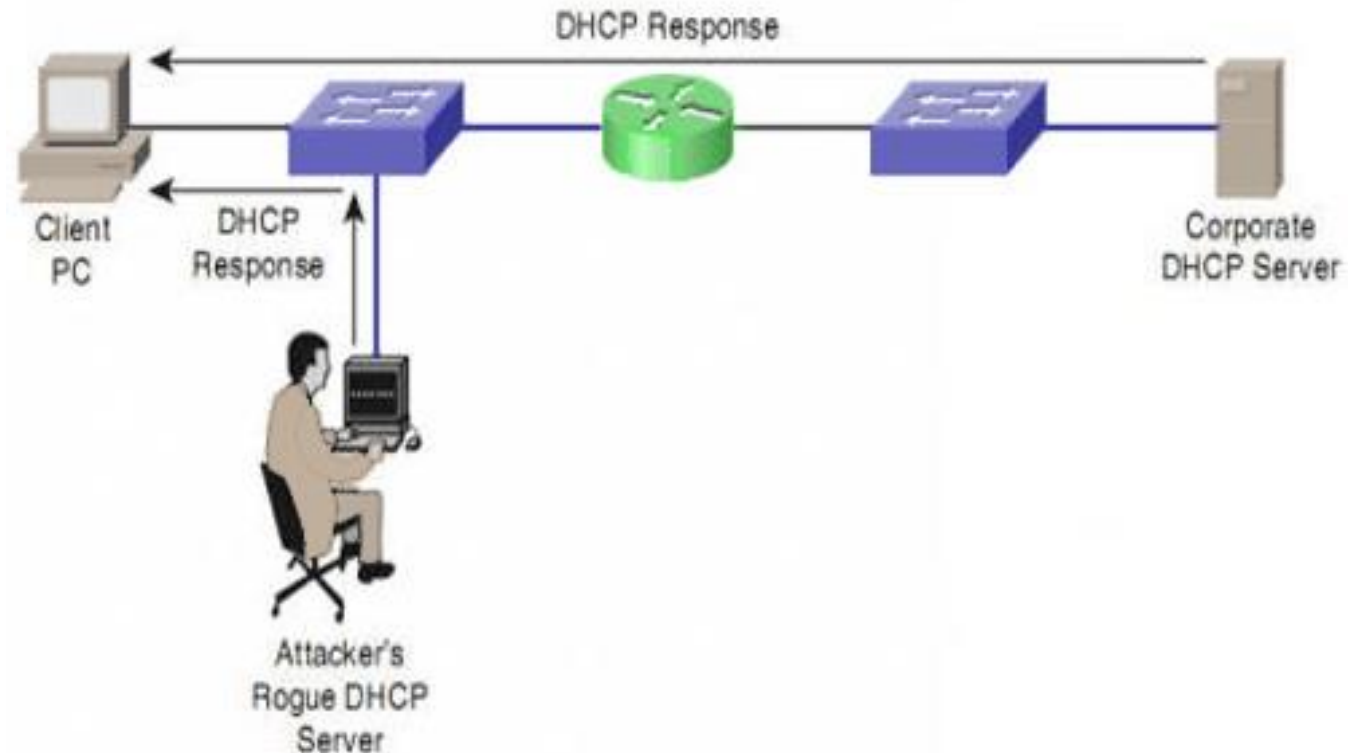 DHCP Response
Client
PC
DHCP
Response
Corporate
DHCP Server
Attacker's
Rogue DHCP
Server